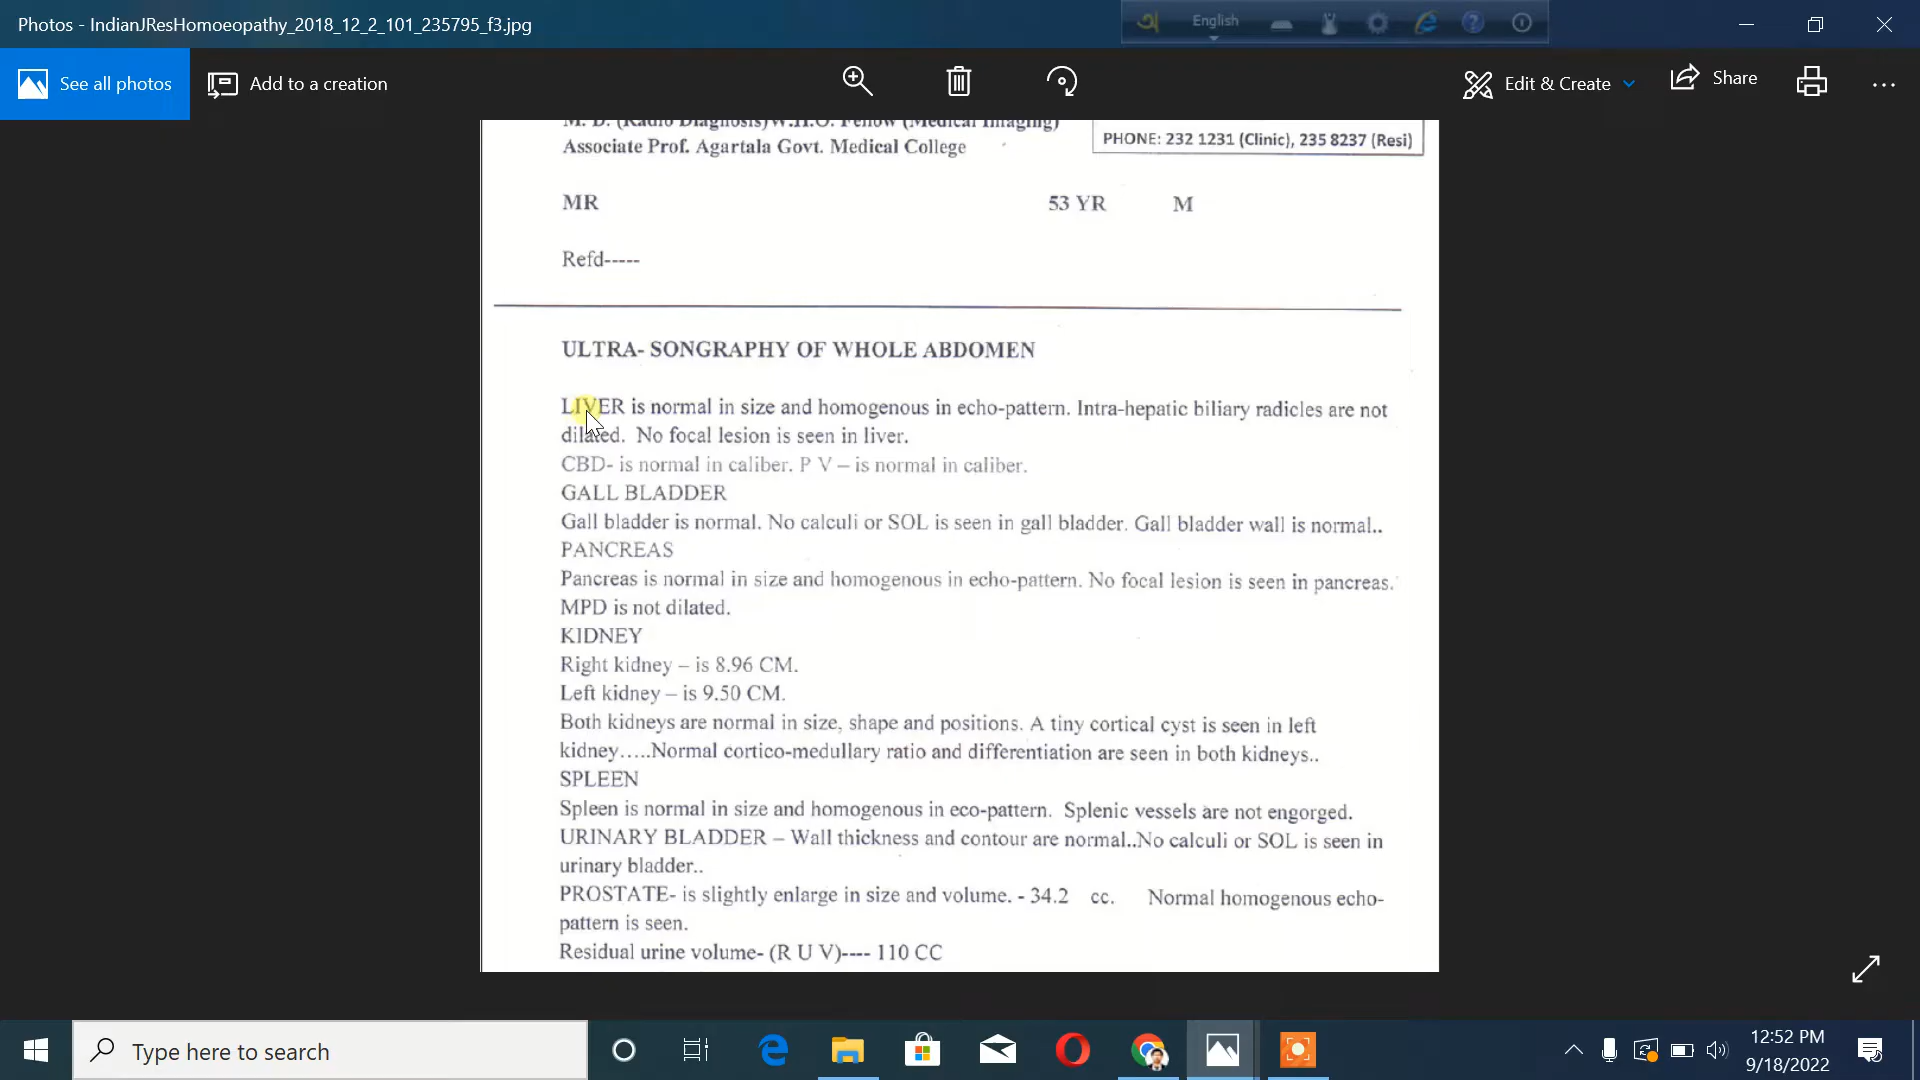 Photos - IndianJResHomoeopathy_2018_12_2_101_235795_f3.jpg
English
See all photos
Add to a creation
Edit & Create
Share
M. D. (Radio Diagnosis)W.H.O. Fellow (Medical Imaging)
Associate Prof. Agartala Govt. Medical College
PHONE: 232 1231 (Clinic), 235 8237 (Resi)
MR 53 YR M
Refd-----
ULTRA- SONGRAPHY OF WHOLE ABDOMEN
LIVER is normal in size and homogenous in echo-pattern. Intra-hepatic biliary radicles are not
dilated. No focal lesion is seen in liver.
CBD- is normal in caliber. P V – is normal in caliber.
GALL BLADDER
Gall bladder is normal. No calculi or SOL is seen in gall bladder. Gall bladder wall is normal..
PANCREAS
Pancreas is normal in size and homogenous in echo-pattern. No focal lesion is seen in pancreas.
MPD is not dilated.
KIDNEY
Right kidney – is 8.96 CM.
Left kidney – is 9.50 CM.
Both kidneys are normal in size, shape and positions. A tiny cortical cyst is seen in left
kidney…..Normal cortico-medullary ratio and differentiation are seen in both kidneys..
SPLEEN
Spleen is normal in size and homogenous in eco-pattern. Splenic vessels are not engorged.
URINARY BLADDER – Wall thickness and contour are normal..No calculi or SOL is seen in
urinary bladder..
PROSTATE- is slightly enlarge in size and volume. - 34.2 cc. Normal homogenous echo-
pattern is seen.
Residual urine volume- (R U V)---- 110 CC
Type here to search
12:52 PM
9/18/2022